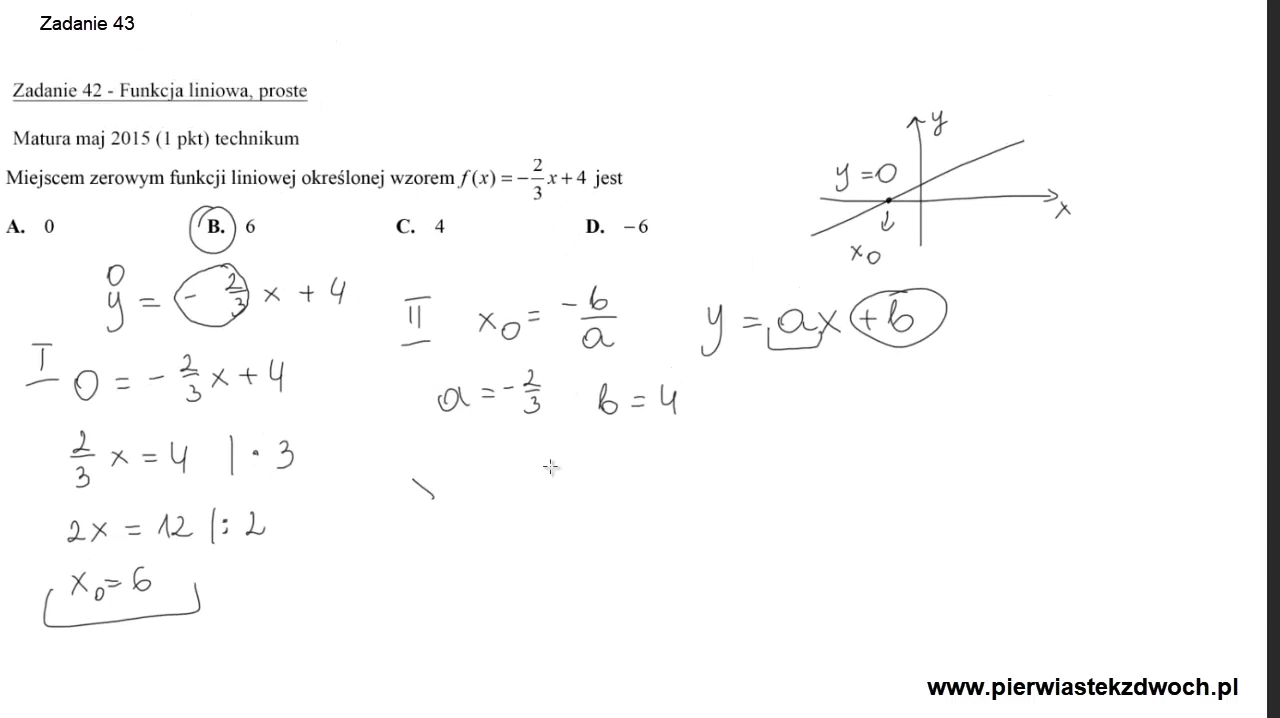 Zadanie 43
Zadanie 42 - Funkcja liniowa, proste
Matura maj 2015 (1 pkt) technikum
Miejscem zerowym funkcji liniowej określonej wzorem f(x) = -2/3 x + 4 jest
A. 0 B. 6 C. 4 D. -6
y
y = 0
x
x₀
0
y = - 2/3 x + 4
I
0 = - 2/3 x + 4
2/3 x = 4 | · 3
2x = 12 |: 2
x₀ = 6
II x₀ = -b/a
y = ax + b
a = - 2/3 b = 4
www.pierwiastekzdwoch.pl